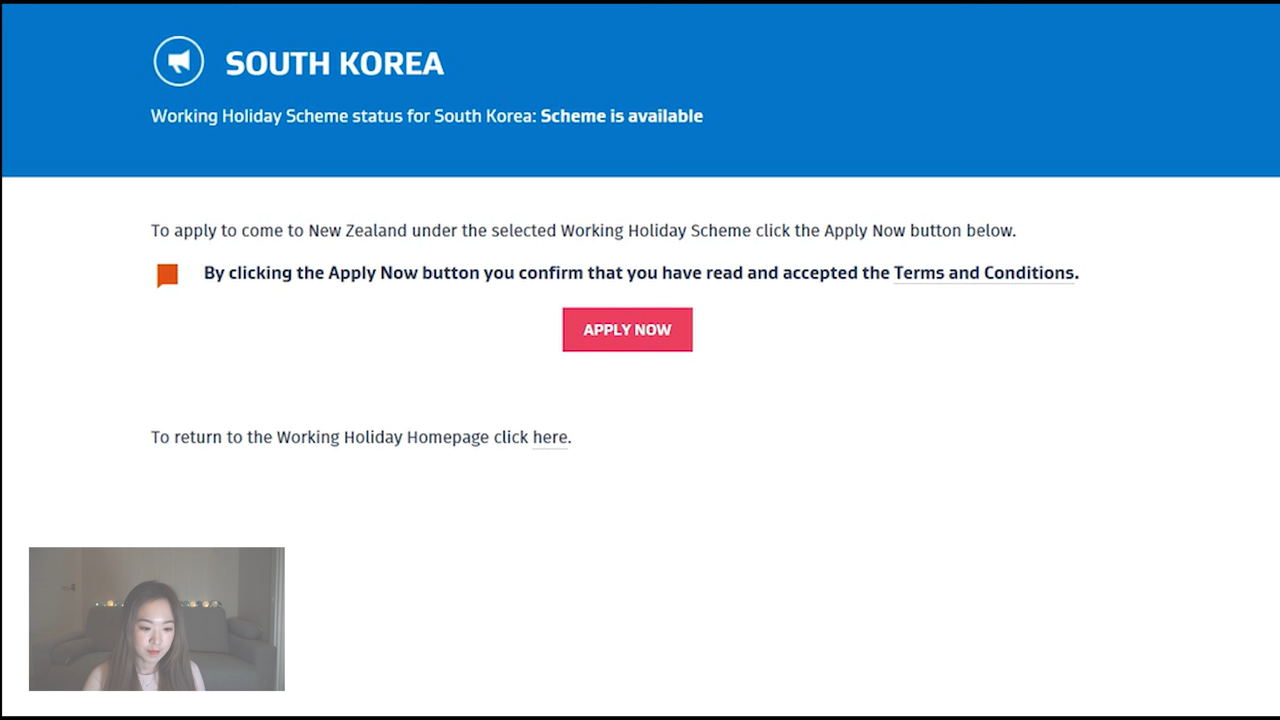 SOUTH KOREA
Working Holiday Scheme status for South Korea: Scheme is available
To apply to come to New Zealand under the selected Working Holiday Scheme click the Apply Now button below.
By clicking the Apply Now button you confirm that you have read and accepted the Terms and Conditions.
APPLY NOW
To return to the Working Holiday Homepage click here.